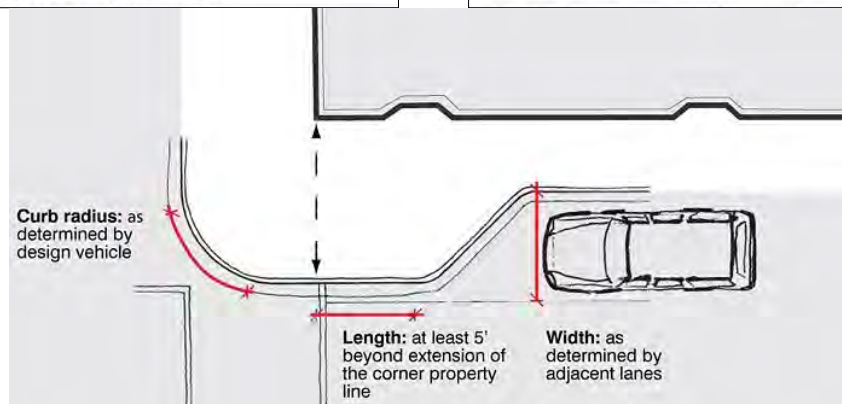 Curb radius: as
determined by
design vehicle
Length: at least 5'
beyond extension of
the corner property
line
Width: as
determined by
adjacent lanes